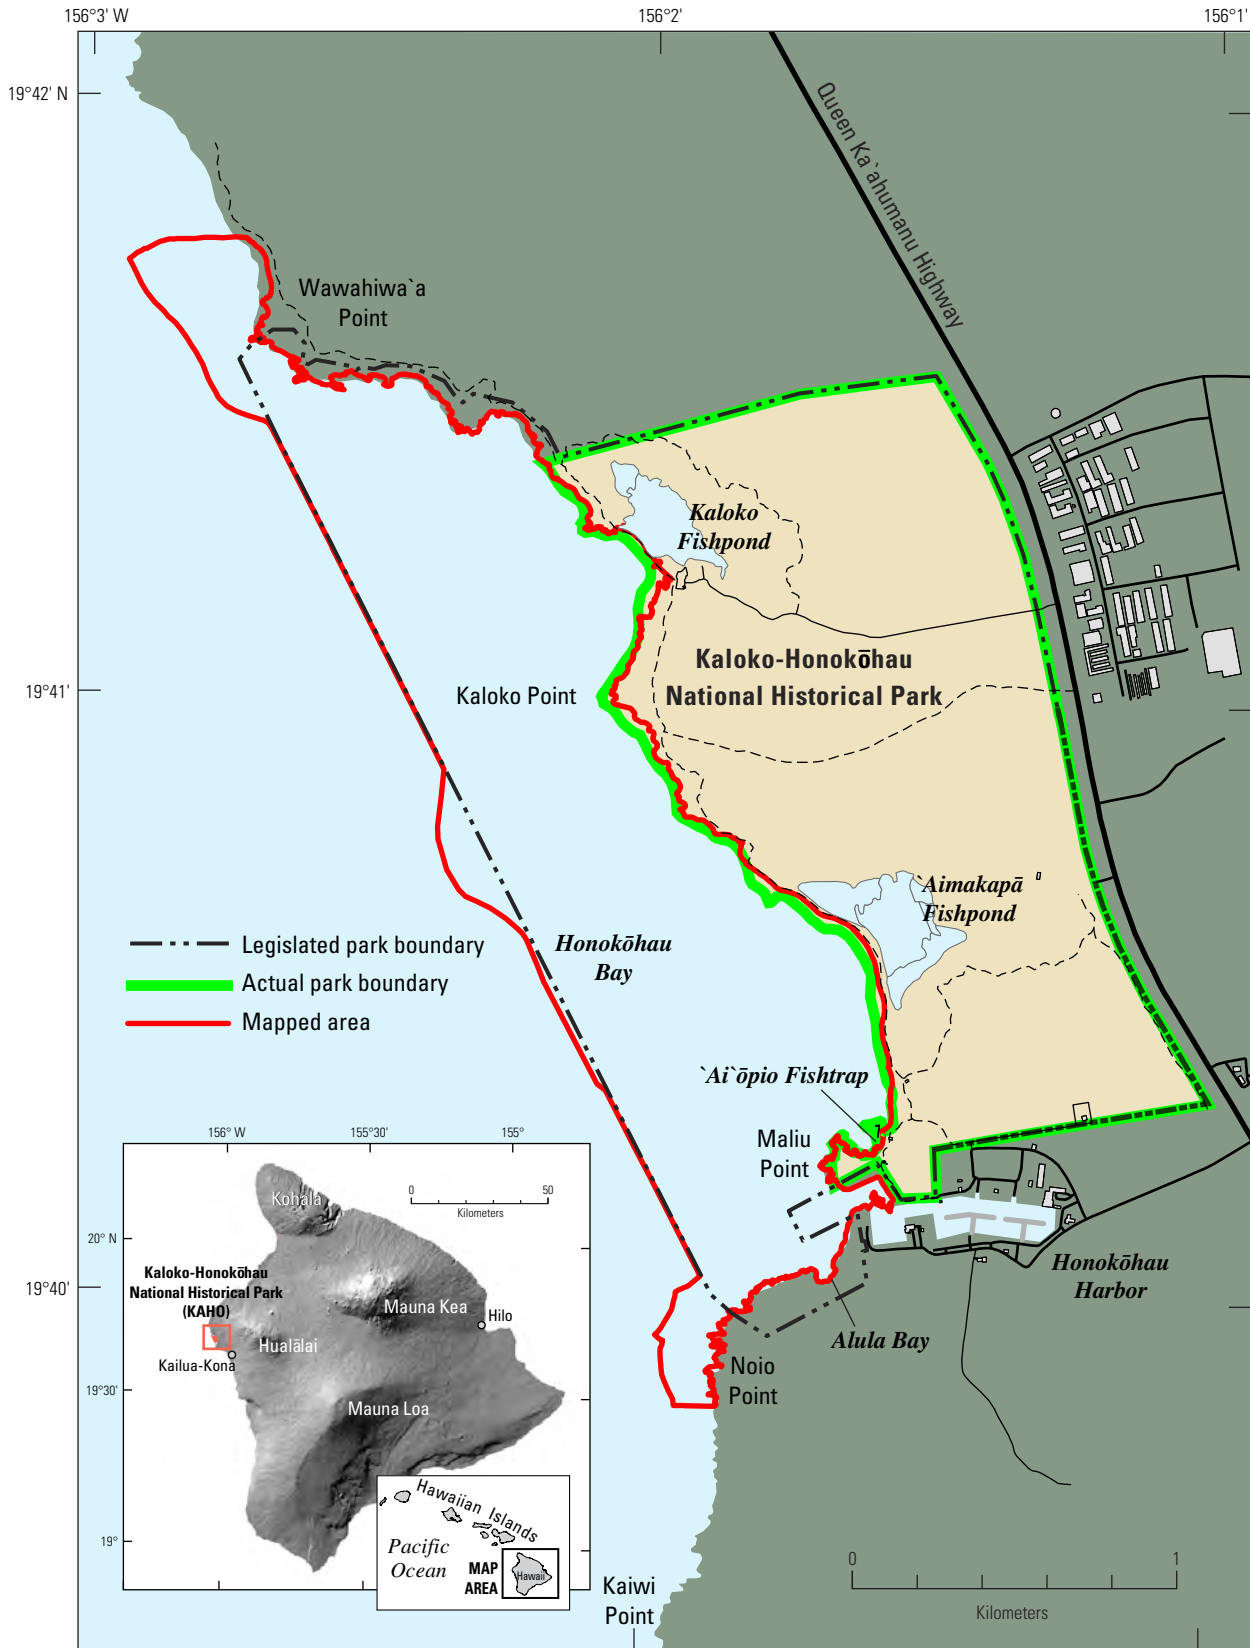 156°3' W
156°2'
156°1'
19°42' N
Queen Ka`ahumanu Highway
Wawahiwa`a
Point
Kaloko
Fishpond
Kaloko-Honokōhau
National Historical Park
19°41'
Kaloko Point
`Aimakapā
Fishpond
Legislated park boundary
Actual park boundary
Mapped area
Honokōhau
Bay
`Ai`ōpio Fishtrap
Maliu
Point
Honokōhau
Harbor
19°40'
Alula Bay
Noio
Point
Kaiwi
Point
0
1
Kilometers
156° W
155°30'
155°
Kohala
0
50
Kilometers
20° N
Kaloko-Honokōhau
National Historical Park
(KAHO)
Mauna Kea
Hilo
Hualālai
Kailua-Kona
19°30'
Mauna Loa
19°
Hawaiian Islands
Pacific
Ocean
MAP
AREA
Hawaii